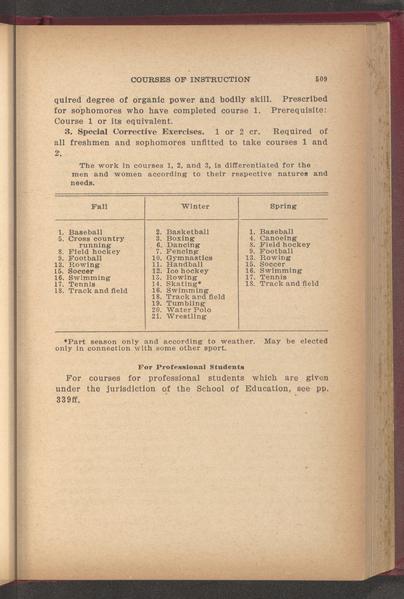 COURSES OF INSTRUCTION 509
quired degree of organic power and bodily skill. Prescribed
for sophomores who have completed course 1. Prerequisite:
Course 1 or its equivalent.
3. Special Corrective Exercises. 1 or 2 cr. Required of
all freshmen and sophomores unfitted to take courses 1 and
2.
The work in courses 1, 2, and 3, is differentiated for the
men and women according to their respective natures and
needs.
Fall
1. Baseball
5. Cross country
running
8. Field hockey
9. Football
13. Rowing
15. Soccer
16. Swimming
17. Tennis
18. Track and field
Winter
2. Basketball
3. Boxing
6. Dancing
7. Fencing
10. Gymnastics
11. Handball
12. Ice hockey
13. Rowing
14. Skating*
16. Swimming
18. Track and field
19. Tumbling
20. Water Polo
21. Wrestling
Spring
1. Baseball
4. Canoeing
8. Field hockey
9. Football
13. Rowing
15. Soccer
16. Swimming
17. Tennis
18. Track and field
*Part season only and according to weather. May be elected
only in connection with some other sport.
For Professional Students
For courses for professional students which are given
under the jurisdiction of the School of Education, see pp.
339ff.